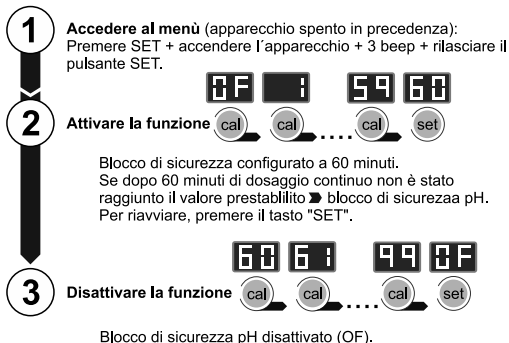 1 Accedere al menù (apparecchio spento in precedenza):
Premere SET + accendere l´apparecchio + 3 beep + rilasciare il
pulsante SET.
OF 1 59 60
2 Attivare la funzione cal cal .... cal set
Blocco di sicurezza configurato a 60 minuti.
Se dopo 60 minuti di dosaggio continuo non è stato
raggiunto il valore prestablilito blocco di sicurezaa pH.
Per riavviare, premere il tasto "SET".
60 61 99 OF
3 Disattivare la funzione cal cal .... cal set
Blocco di sicurezza pH disattivato (OF).